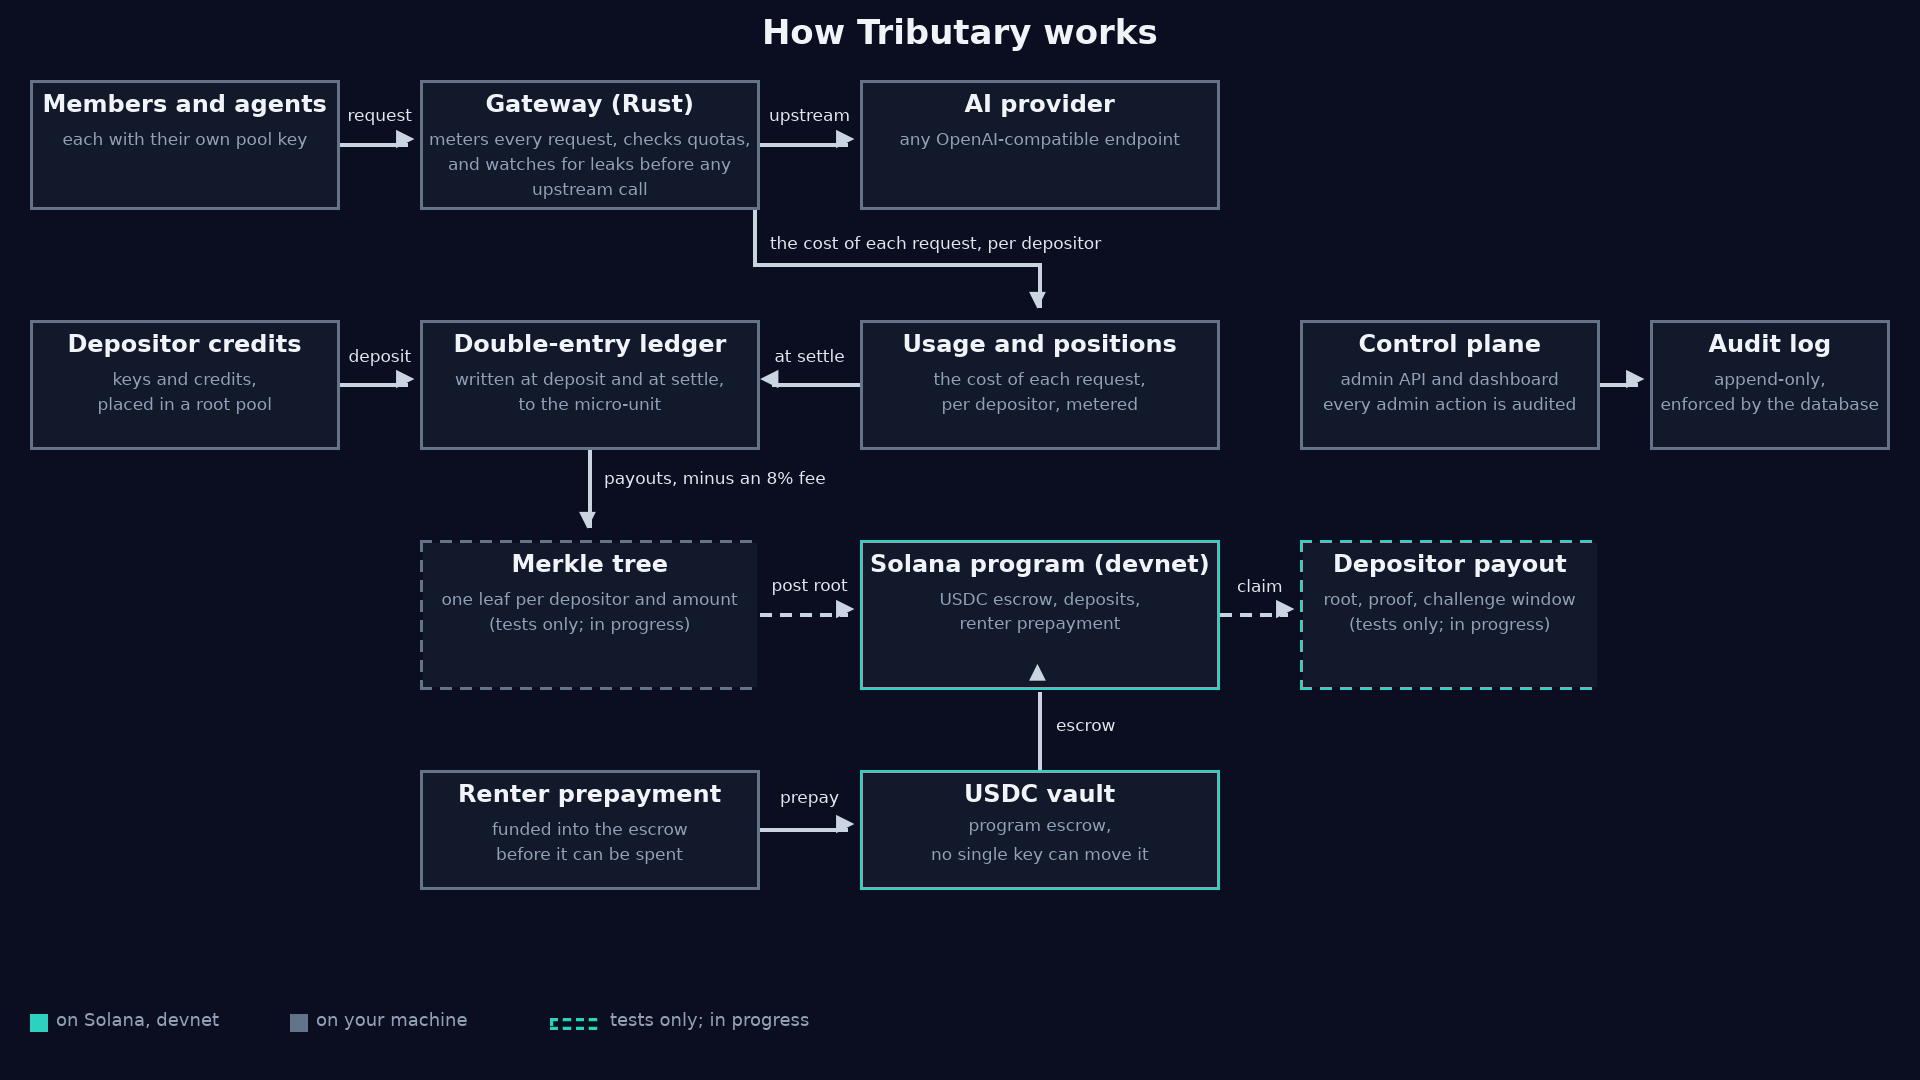 How Tributary works
Members and agents
each with their own pool key
request
Gateway (Rust)
meters every request, checks quotas,
and watches for leaks before any
upstream call
upstream
AI provider
any OpenAI-compatible endpoint
the cost of each request, per depositor
Depositor credits
keys and credits,
placed in a root pool
deposit
Double-entry ledger
written at deposit and at settle,
to the micro-unit
at settle
Usage and positions
the cost of each request,
per depositor, metered
Control plane
admin API and dashboard
every admin action is audited
Audit log
append-only,
enforced by the database
payouts, minus an 8% fee
Merkle tree
one leaf per depositor and amount
(tests only; in progress)
post root
Solana program (devnet)
USDC escrow, deposits,
renter prepayment
claim
Depositor payout
root, proof, challenge window
(tests only; in progress)
escrow
Renter prepayment
funded into the escrow
before it can be spent
prepay
USDC vault
program escrow,
no single key can move it
on Solana, devnet
on your machine
tests only; in progress